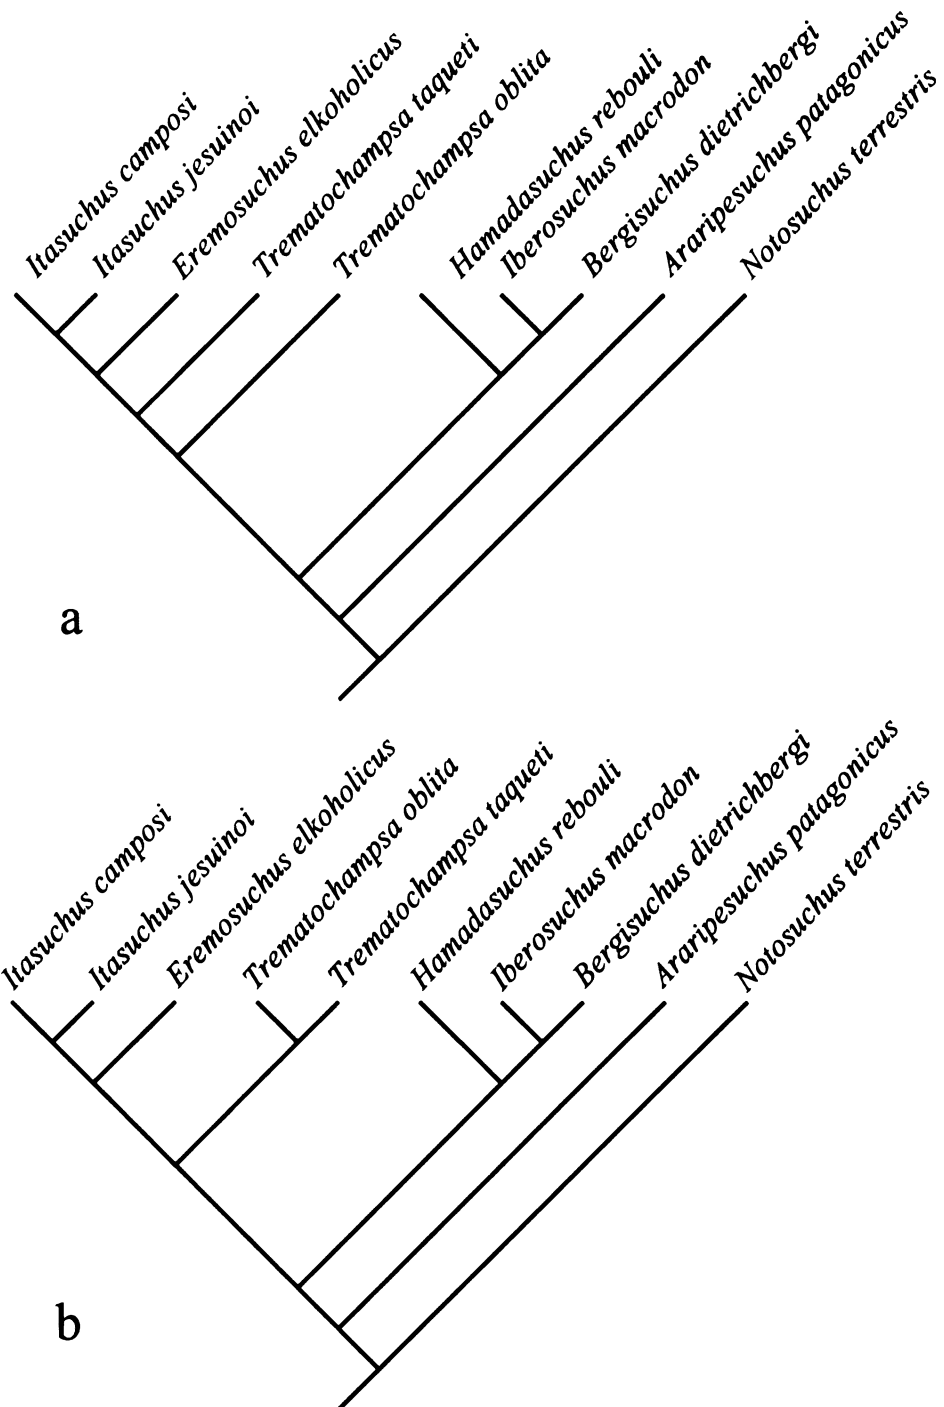 Itasuchus camposi
Itasuchus jesuinoi
Eremosuchus elkoholicus
Trematochampsa taqueti
Trematochampsa oblita
Hamadasuchus rebouli
Iberosuchus macrodon
Bergisuchus dietrichbergi
Araripesuchus patagonicus
Notosuchus terrestris
a
Itasuchus camposi
Itasuchus jesuinoi
Eremosuchus elkoholicus
Trematochampsa oblita
Trematochampsa taqueti
Hamadasuchus rebouli
Iberosuchus macrodon
Bergisuchus dietrichbergi
Araripesuchus patagonicus
Notosuchus terrestris
b